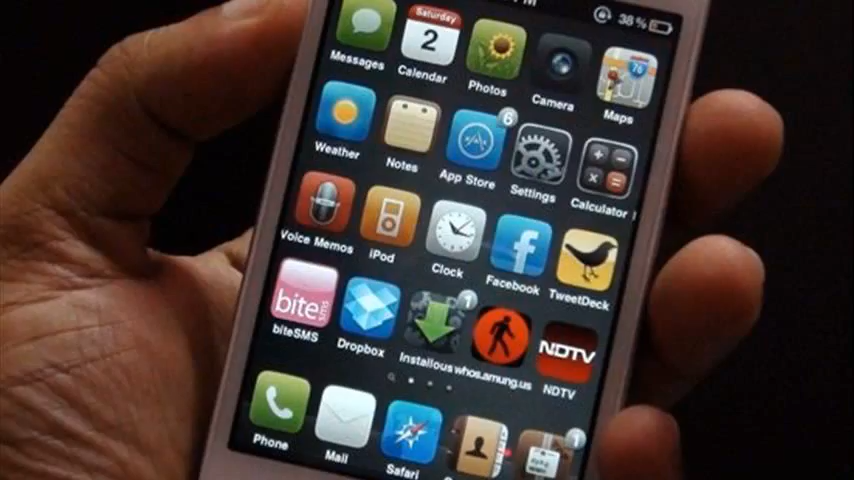 38%
Saturday
2
Messages
Calendar
Photos
Camera
Maps
Weather
Notes
App Store
6
Settings
Calculator
Voice Memos
iPod
Clock
Facebook
TweetDeck
bite sms
biteSMS
Dropbox
1
Installous
whos.amung.us
NDTV
NDTV
Phone
Mail
Safari
1